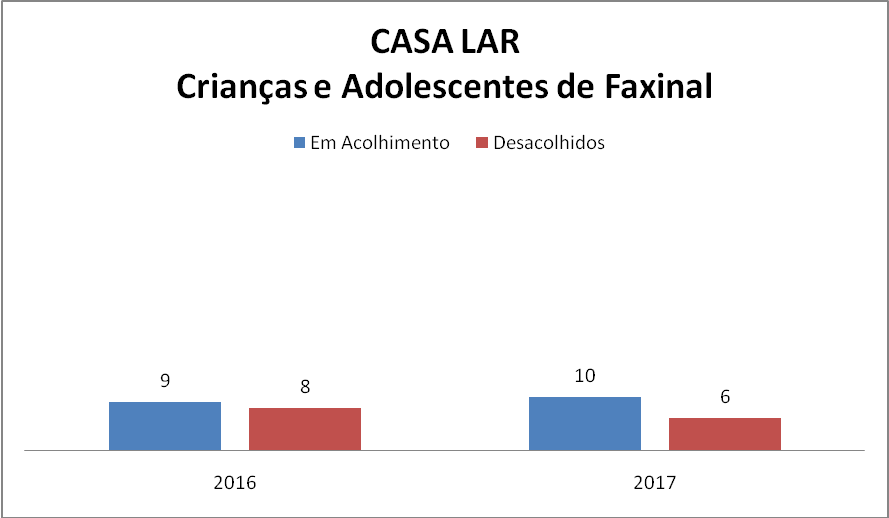 CASA LAR
Crianças e Adolescentes de Faxinal
Em Acolhimento Desacolhidos
9 8 10 6
2016 2017